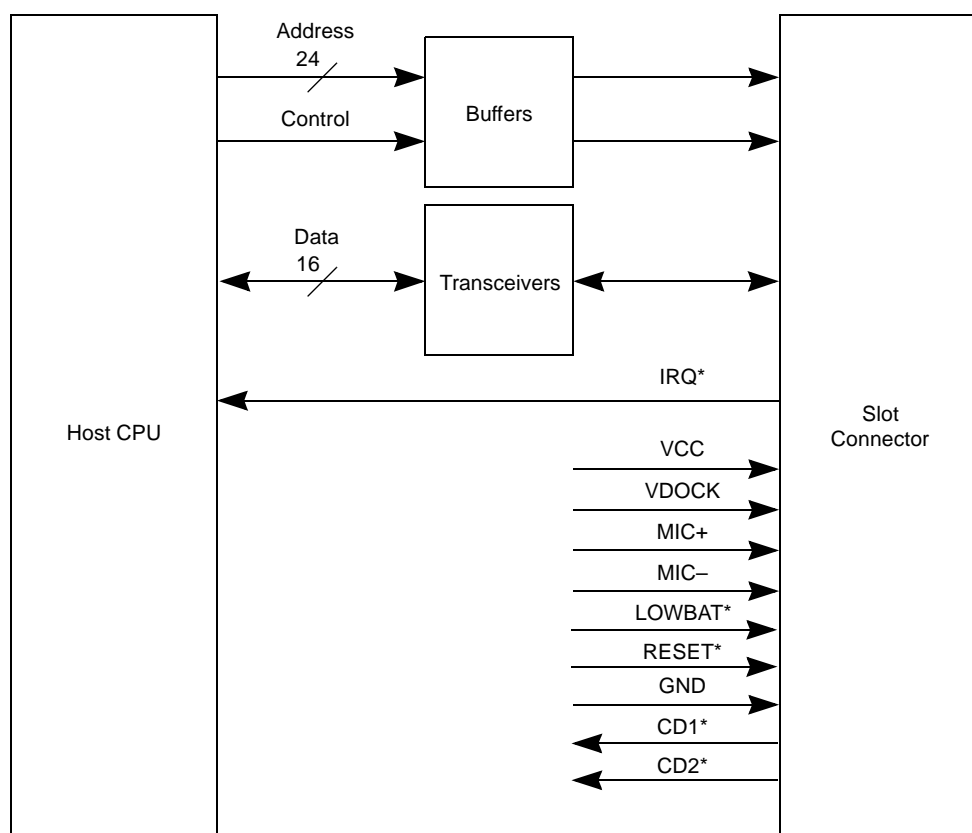 Address
24
Control
Buffers
Data
16
Transceivers
IRQ*
Host CPU
Slot
Connector
VCC
VDOCK
MIC+
MIC–
LOWBAT*
RESET*
GND
CD1*
CD2*